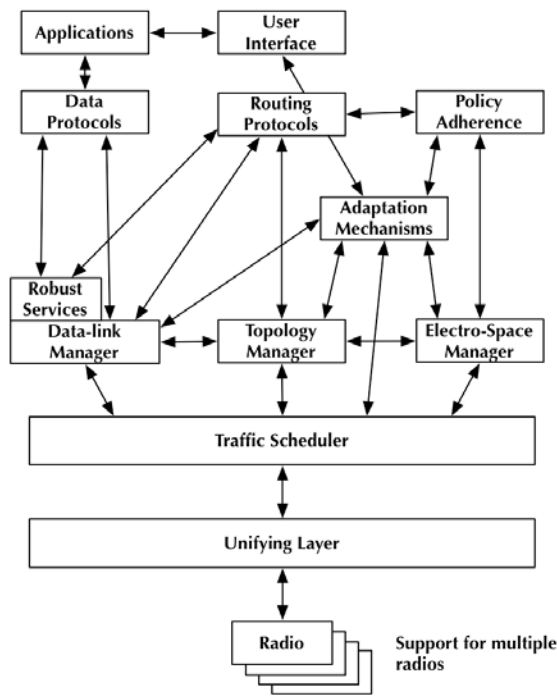 Applications
User
Interface
Data
Protocols
Routing
Protocols
Policy
Adherence
Adaptation
Mechanisms
Robust
Services
Data-link
Manager
Topology
Manager
Electro-Space
Manager
Traffic Scheduler
Unifying Layer
Radio
Support for multiple
radios